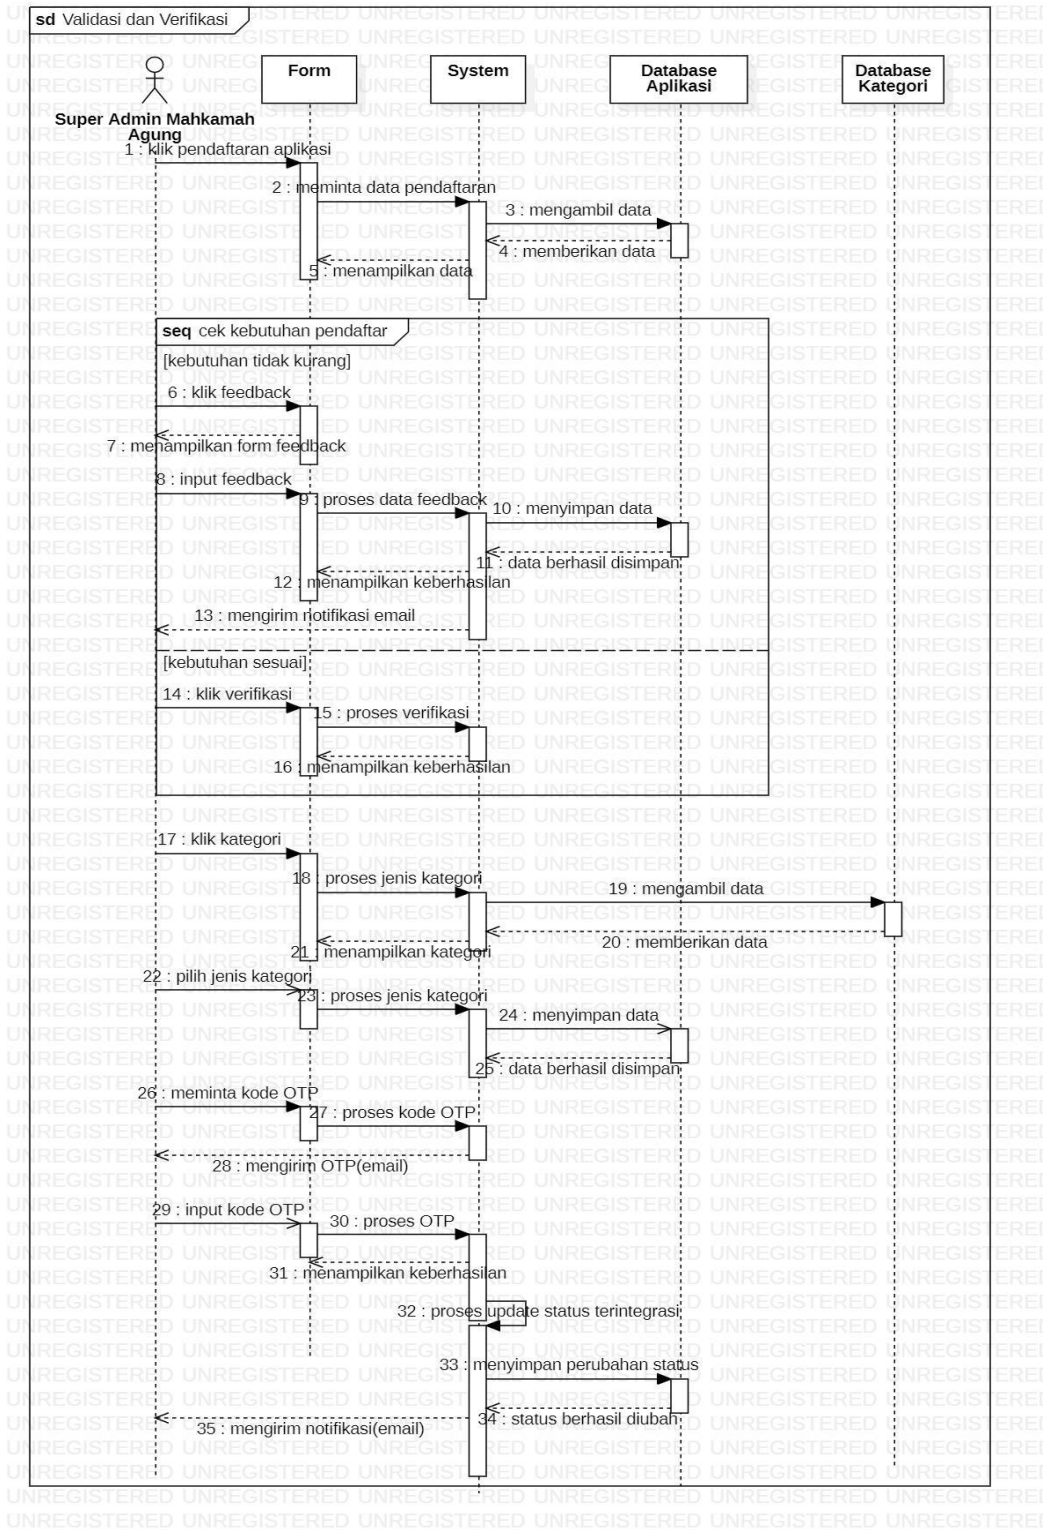 sd Validasi dan Verifikasi
Form
System
Database
Aplikasi
Database
Kategori
Super Admin Mahkamah
Agung
1 : klik pendaftaran aplikasi
2 : meminta data pendaftaran
3 : mengambil data
4 : memberikan data
5 : menampilkan data
seq cek kebutuhan pendaftar
[kebutuhan tidak kurang]
6 : klik feedback
7 : menampilkan form feedback
8 : input feedback
9 : proses data feedback
10 : menyimpan data
11 : data berhasil disimpan
12 : menampilkan keberhasilan
13 : mengirim notifikasi email
[kebutuhan sesuai]
14 : klik verifikasi
15 : proses verifikasi
16 : menampilkan keberhasilan
17 : klik kategori
18 : proses jenis kategori
19 : mengambil data
20 : memberikan data
21 : menampilkan kategori
22 : pilih jenis kategori
23 : proses jenis kategori
24 : menyimpan data
25 : data berhasil disimpan
26 : meminta kode OTP
27 : proses kode OTP
28 : mengirim OTP(email)
29 : input kode OTP
30 : proses OTP
31 : menampilkan keberhasilan
32 : proses update status terintegrasi
33 : menyimpan perubahan status
34 : status berhasil diubah
35 : mengirim notifikasi(email)
UNREGISTERED